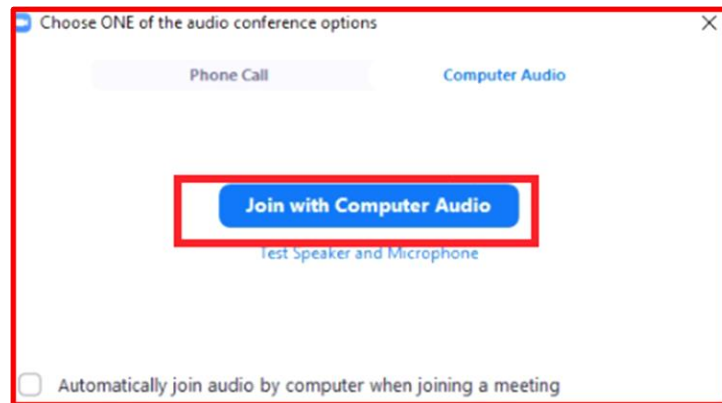 Choose ONE of the audio conference options
Phone Call
Computer Audio
Join with Computer Audio
Test Speaker and Microphone
Automatically join audio by computer when joining a meeting